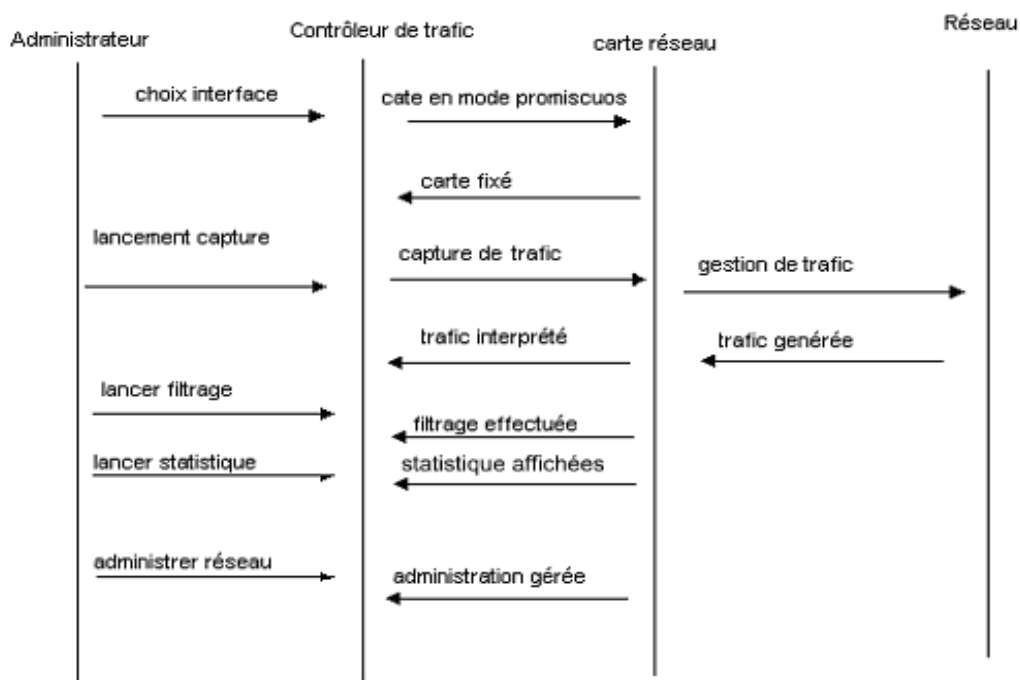 Administrateur
Contrôleur de trafic
carte réseau
Réseau
choix interface
cate en mode promiscuos
carte fixé
lancement capture
capture de trafic
gestion de trafic
trafic interprété
trafic genérée
lancer filtrage
filtrage effectuée
lancer statistique
statistique affichées
administrer réseau
administration gérée